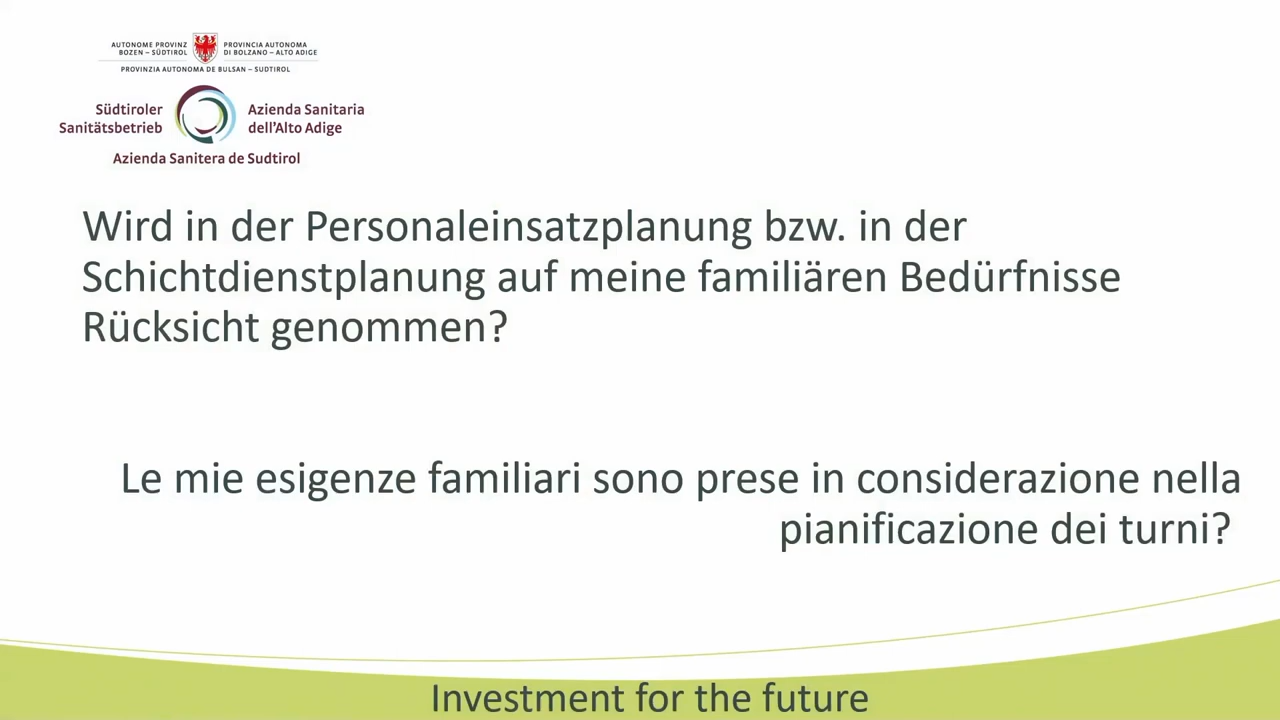 AUTONOME PROVINZ
BOZEN – SÜDTIROL
PROVINCIA AUTONOMA
DI BOLZANO – ALTO ADIGE
PROVINZIA AUTONOMA DE BULSAN – SUDTIROL
Südtiroler
Sanitätsbetrieb
Azienda Sanitaria
dell'Alto Adige
Azienda Sanitera de Sudtirol
Wird in der Personaleinsatzplanung bzw. in der
Schichtdienstplanung auf meine familiären Bedürfnisse
Rücksicht genommen?
Le mie esigenze familiari sono prese in considerazione nella
pianificazione dei turni?
Investment for the future